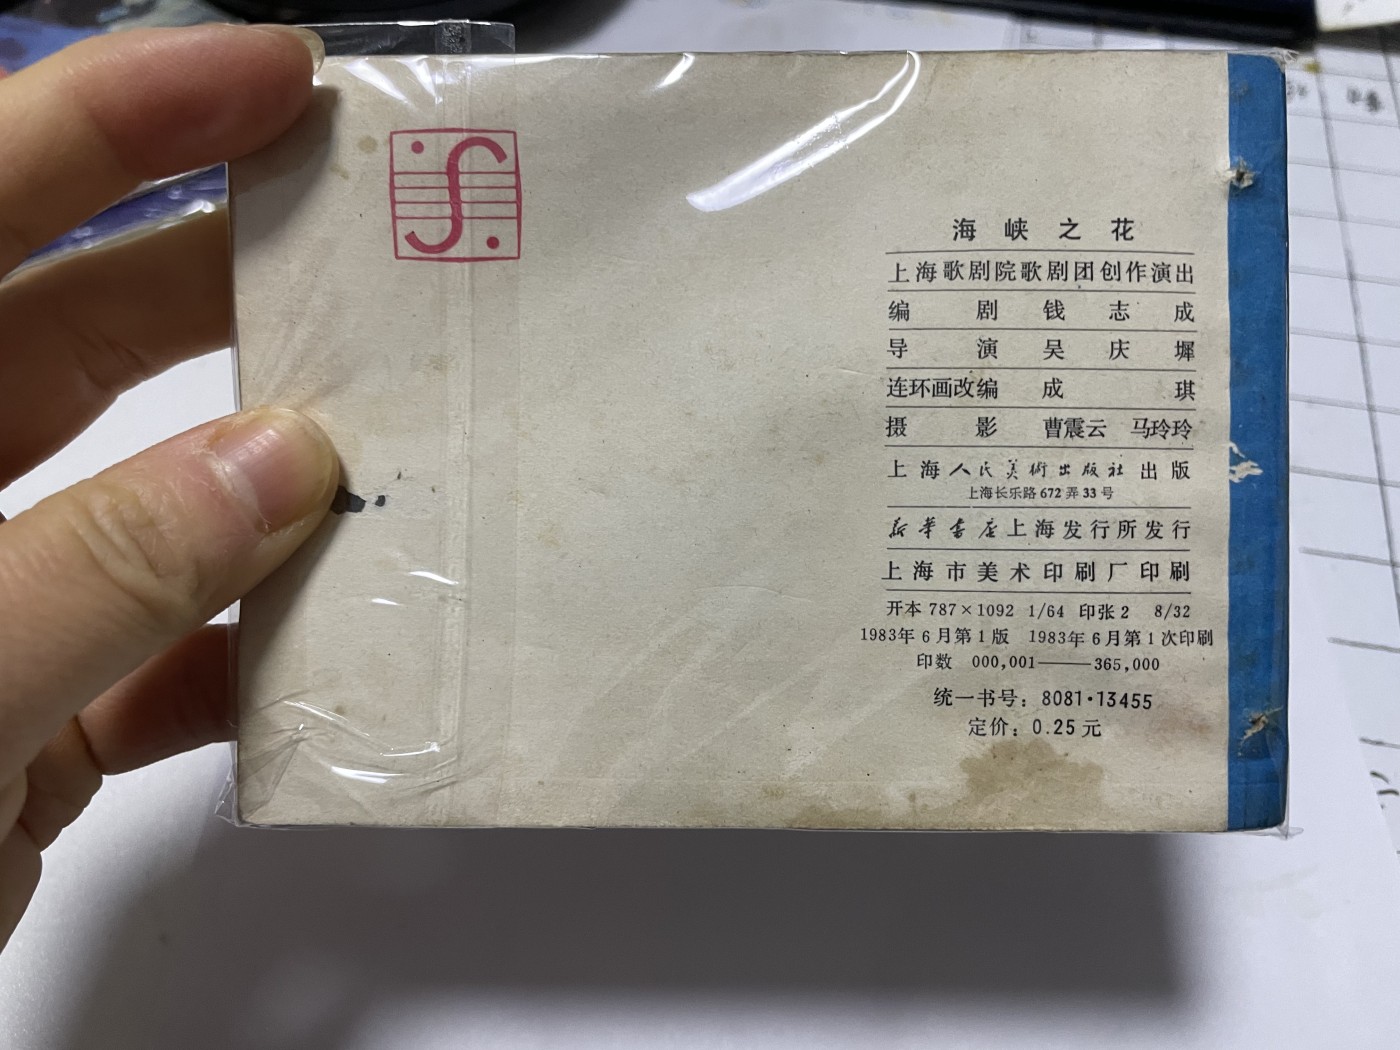 海峡之花
上海歌剧院歌剧团创作演出
编剧 钱志成
导演 吴庆墀
连环画改编 成琪
摄影 曹震云 马玲玲
上海人民美術出版社出版
上海长乐路672弄33号
新华书店上海发行所发行
上海市美术印刷厂印刷
开本 787×1092 1/64 印张 2 8/32
1983年6月第1版 1983年6月第1次印刷
印数 000,001——365,000
统一书号：8081·13455
定价：0.25元